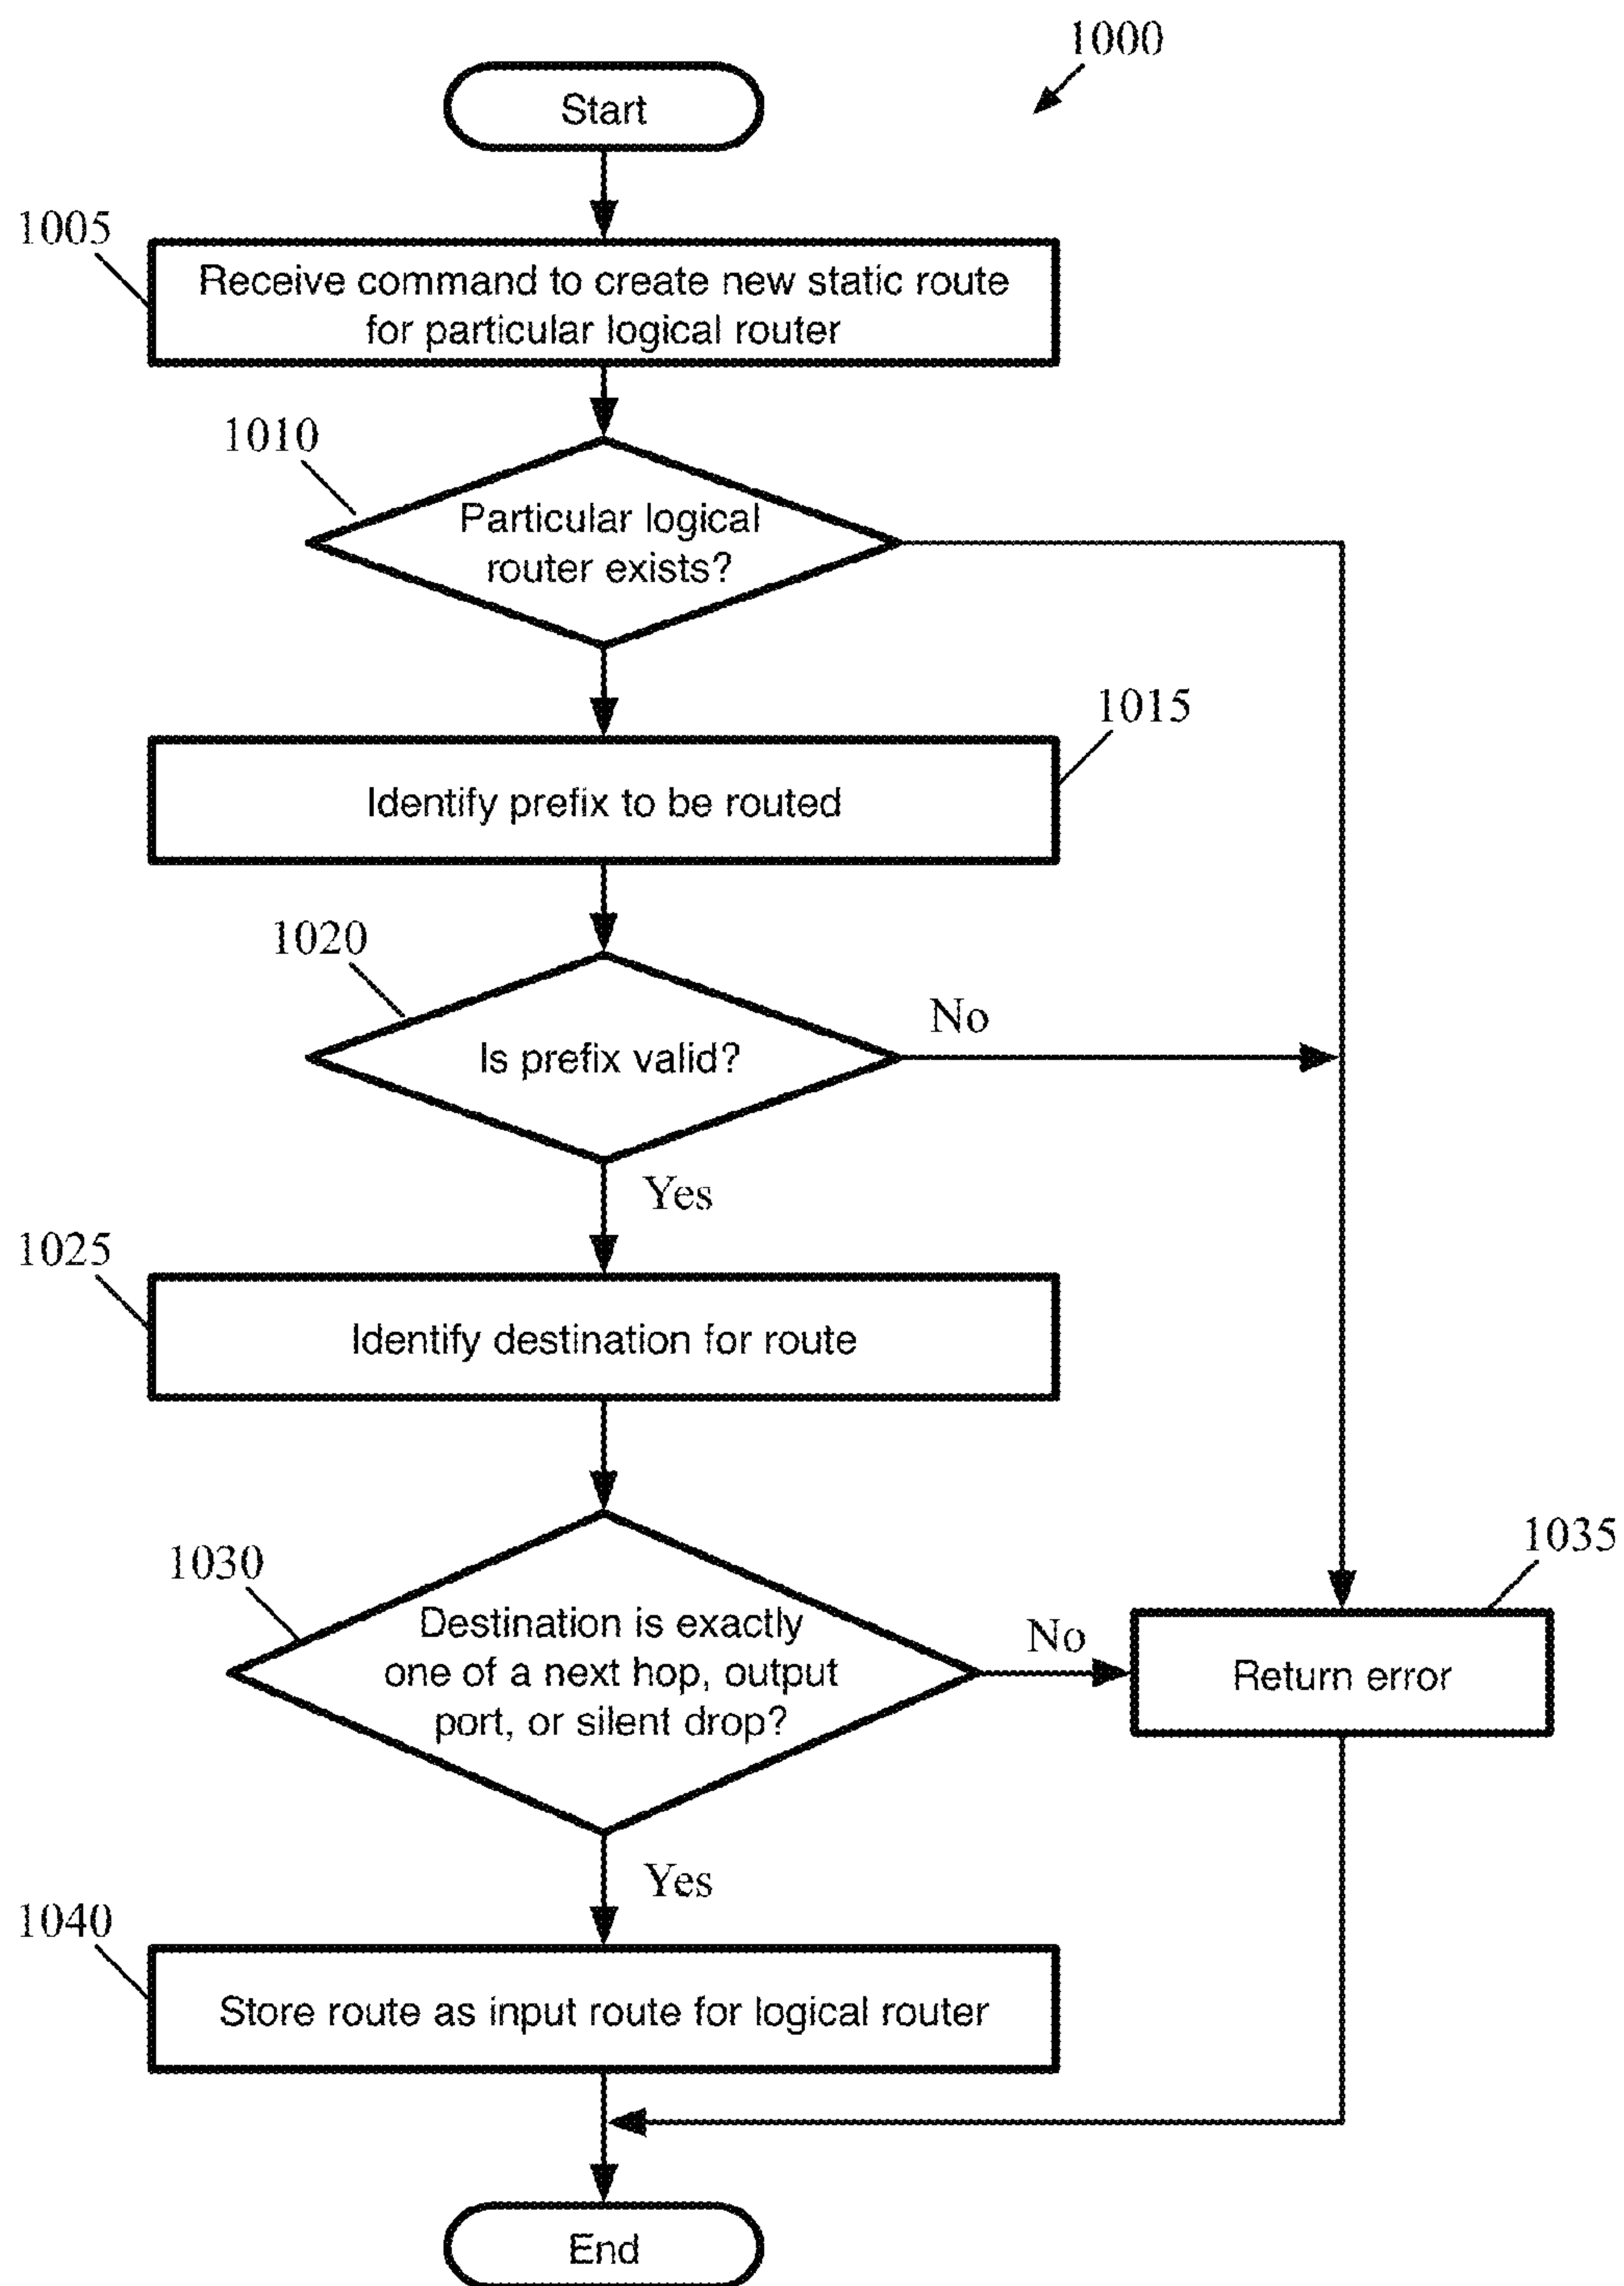 1000
Start
1005
Receive command to create new static route
for particular logical router
1010
Particular logical
router exists?
1015
Identify prefix to be routed
1020
Is prefix valid?
No
Yes
1025
Identify destination for route
1030
Destination is exactly
one of a next hop, output
port, or silent drop?
No
1035
Return error
Yes
1040
Store route as input route for logical router
End